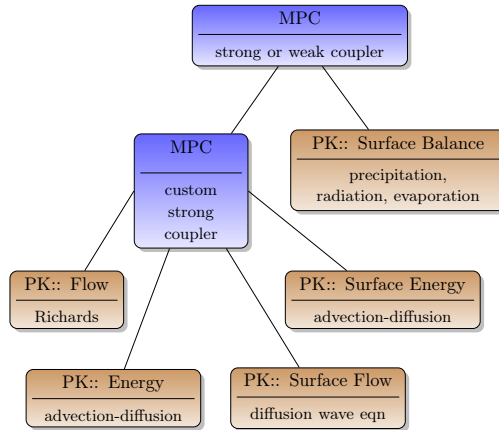 MPC
strong or weak coupler
MPC
custom
strong
coupler
PK:: Surface Balance
precipitation,
radiation, evaporation
PK:: Flow
Richards
PK:: Surface Energy
advection-diffusion
PK:: Energy
advection-diffusion
PK:: Surface Flow
diffusion wave eqn